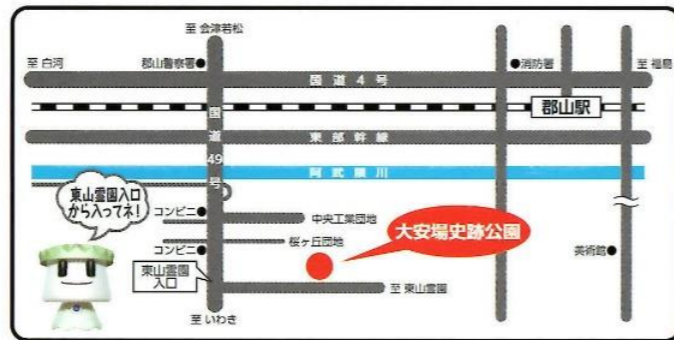 至 会津若松
至 白河
郡山警察署
消防署
至 福島
国道4号
郡山駅
国道49号
東部幹線
阿武隈川
東山霊園入口
から入ってネ！
コンビニ
中央工業団地
大安場史跡公園
桜ヶ丘団地
コンビニ
美術館
東山霊園
入口
至 東山霊園
至 いわき